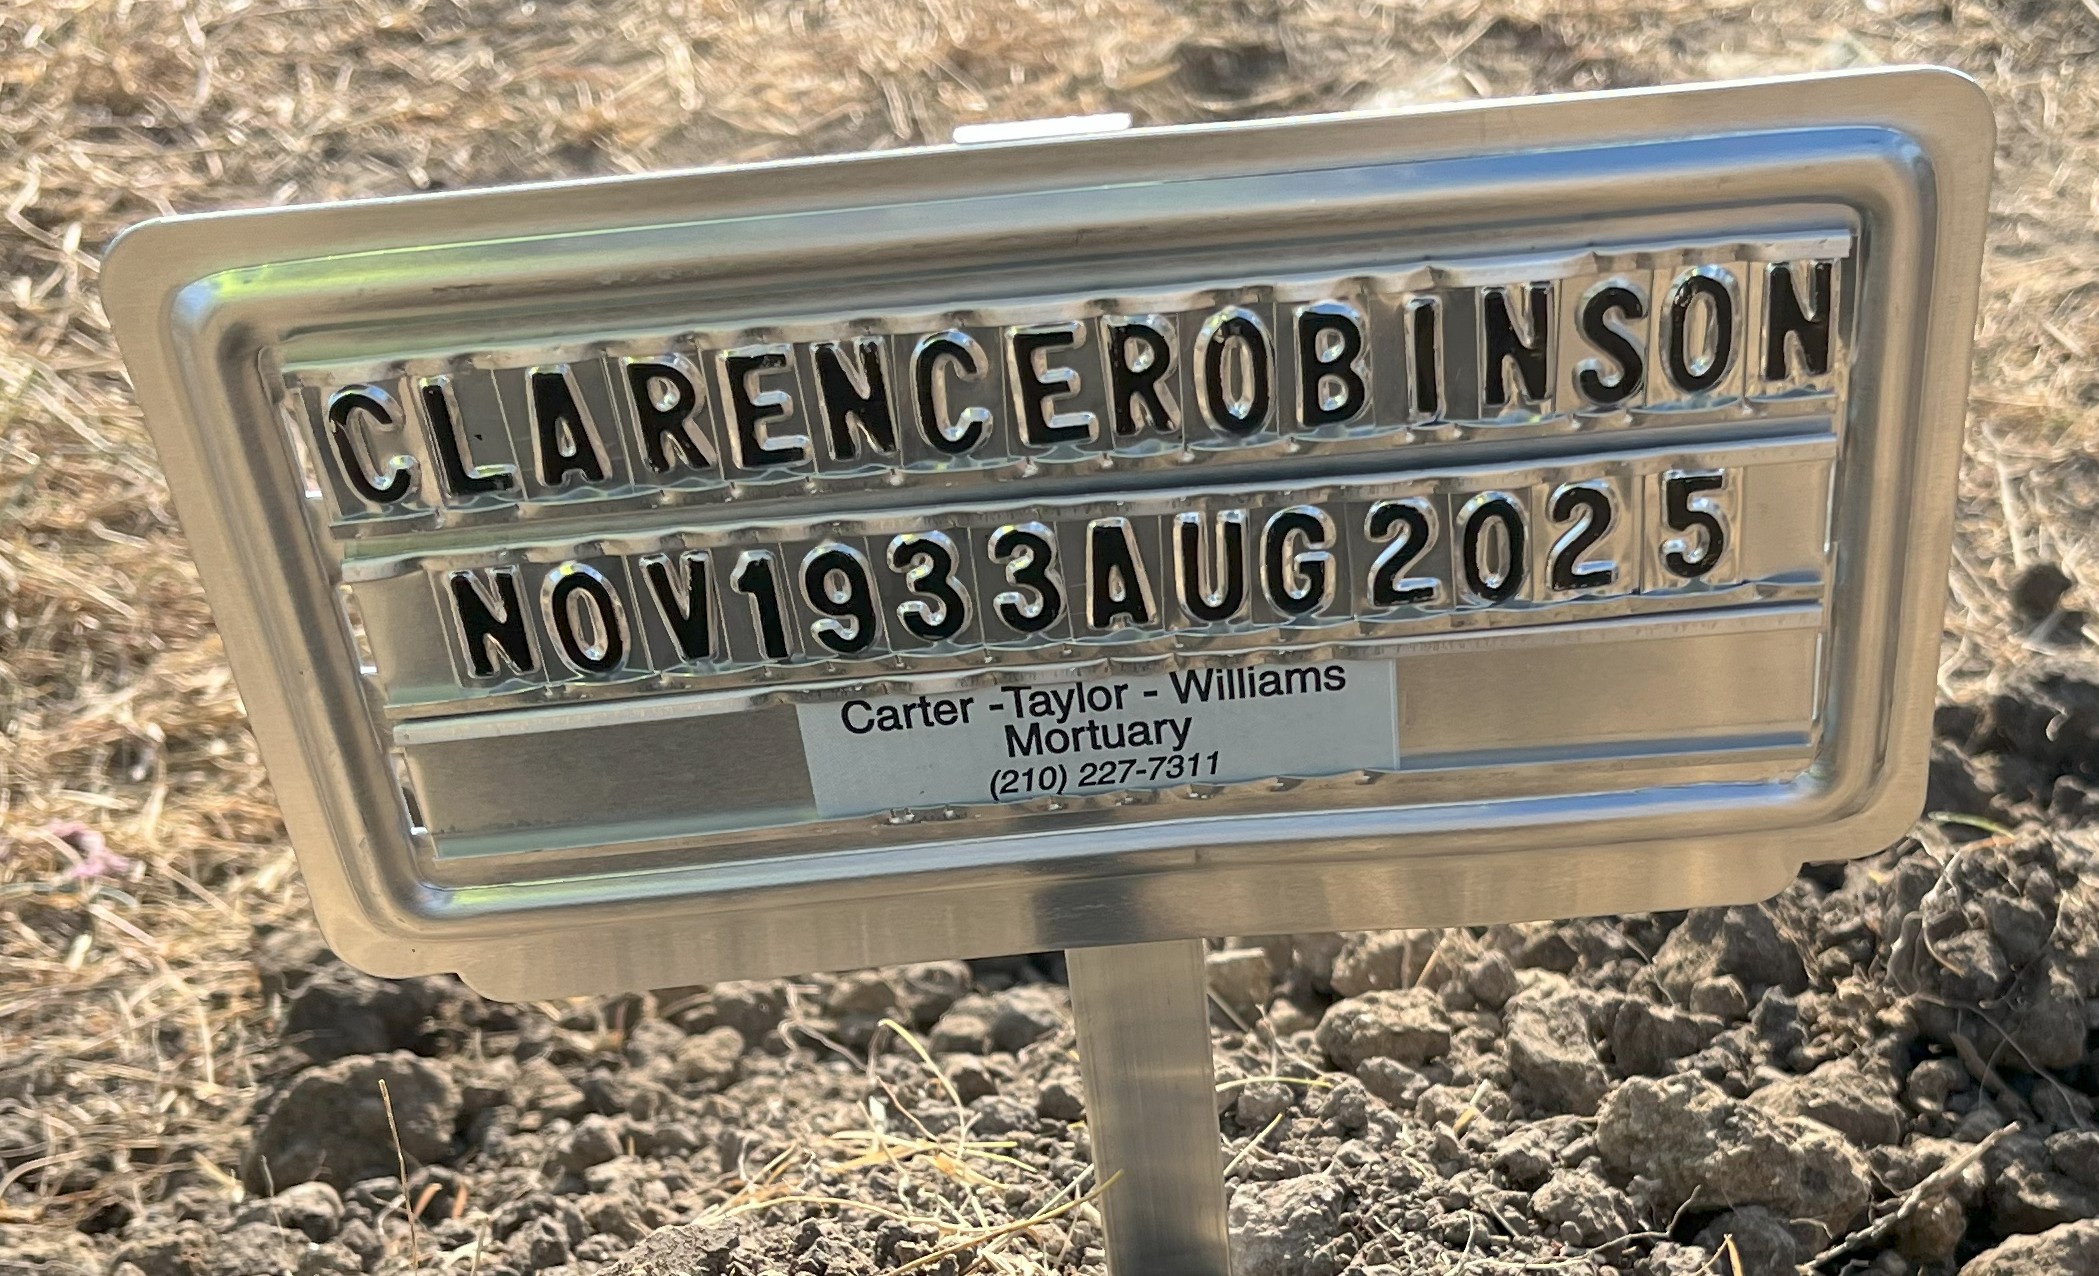 CLARENCEROBINSON
NOV1933AUG2025
Carter -Taylor - Williams
Mortuary
(210) 227-7311